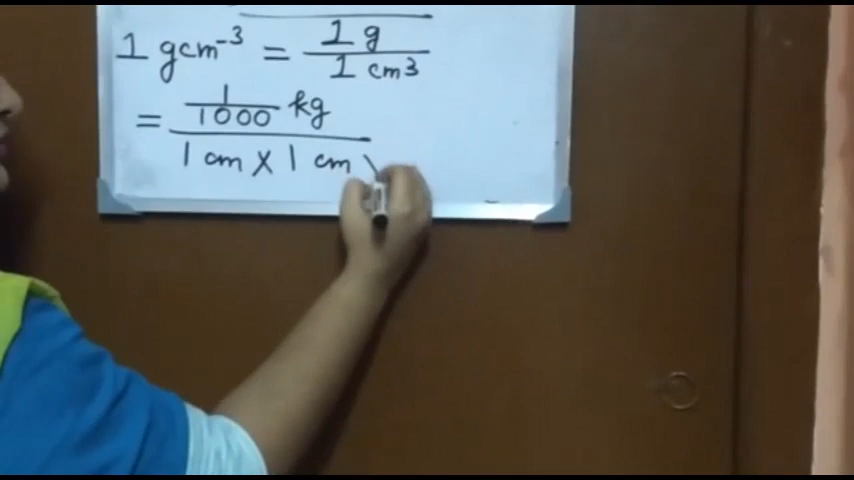 1 gcm⁻³ = 1 g / 1 cm³
= 1/1000 kg / 1 cm × 1 cm